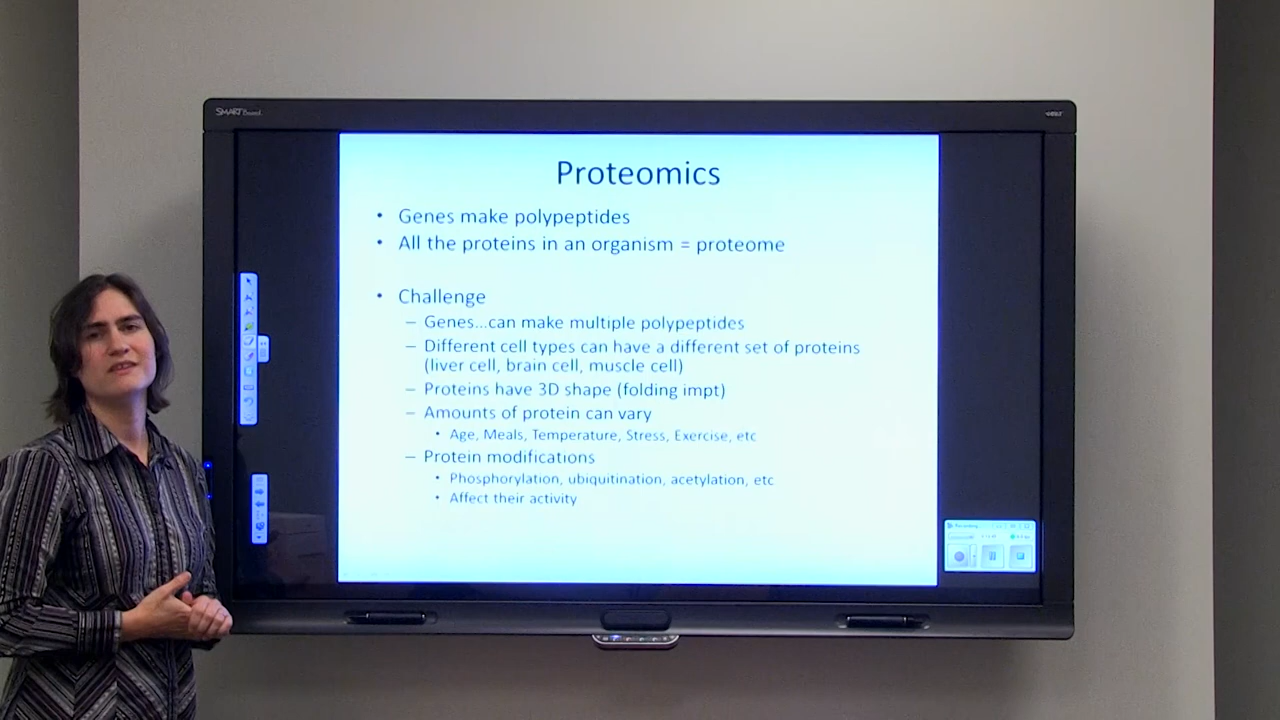 SMART Board
Proteomics
• Genes make polypeptides
• All the proteins in an organism = proteome
• Challenge
– Genes...can make multiple polypeptides
– Different cell types can have a different set of proteins
(liver cell, brain cell, muscle cell)
– Proteins have 3D shape (folding impt)
– Amounts of protein can vary
• Age, Meals, Temperature, Stress, Exercise, etc
– Protein modifications
• Phosphorylation, ubiquitination, acetylation, etc
• Affect their activity